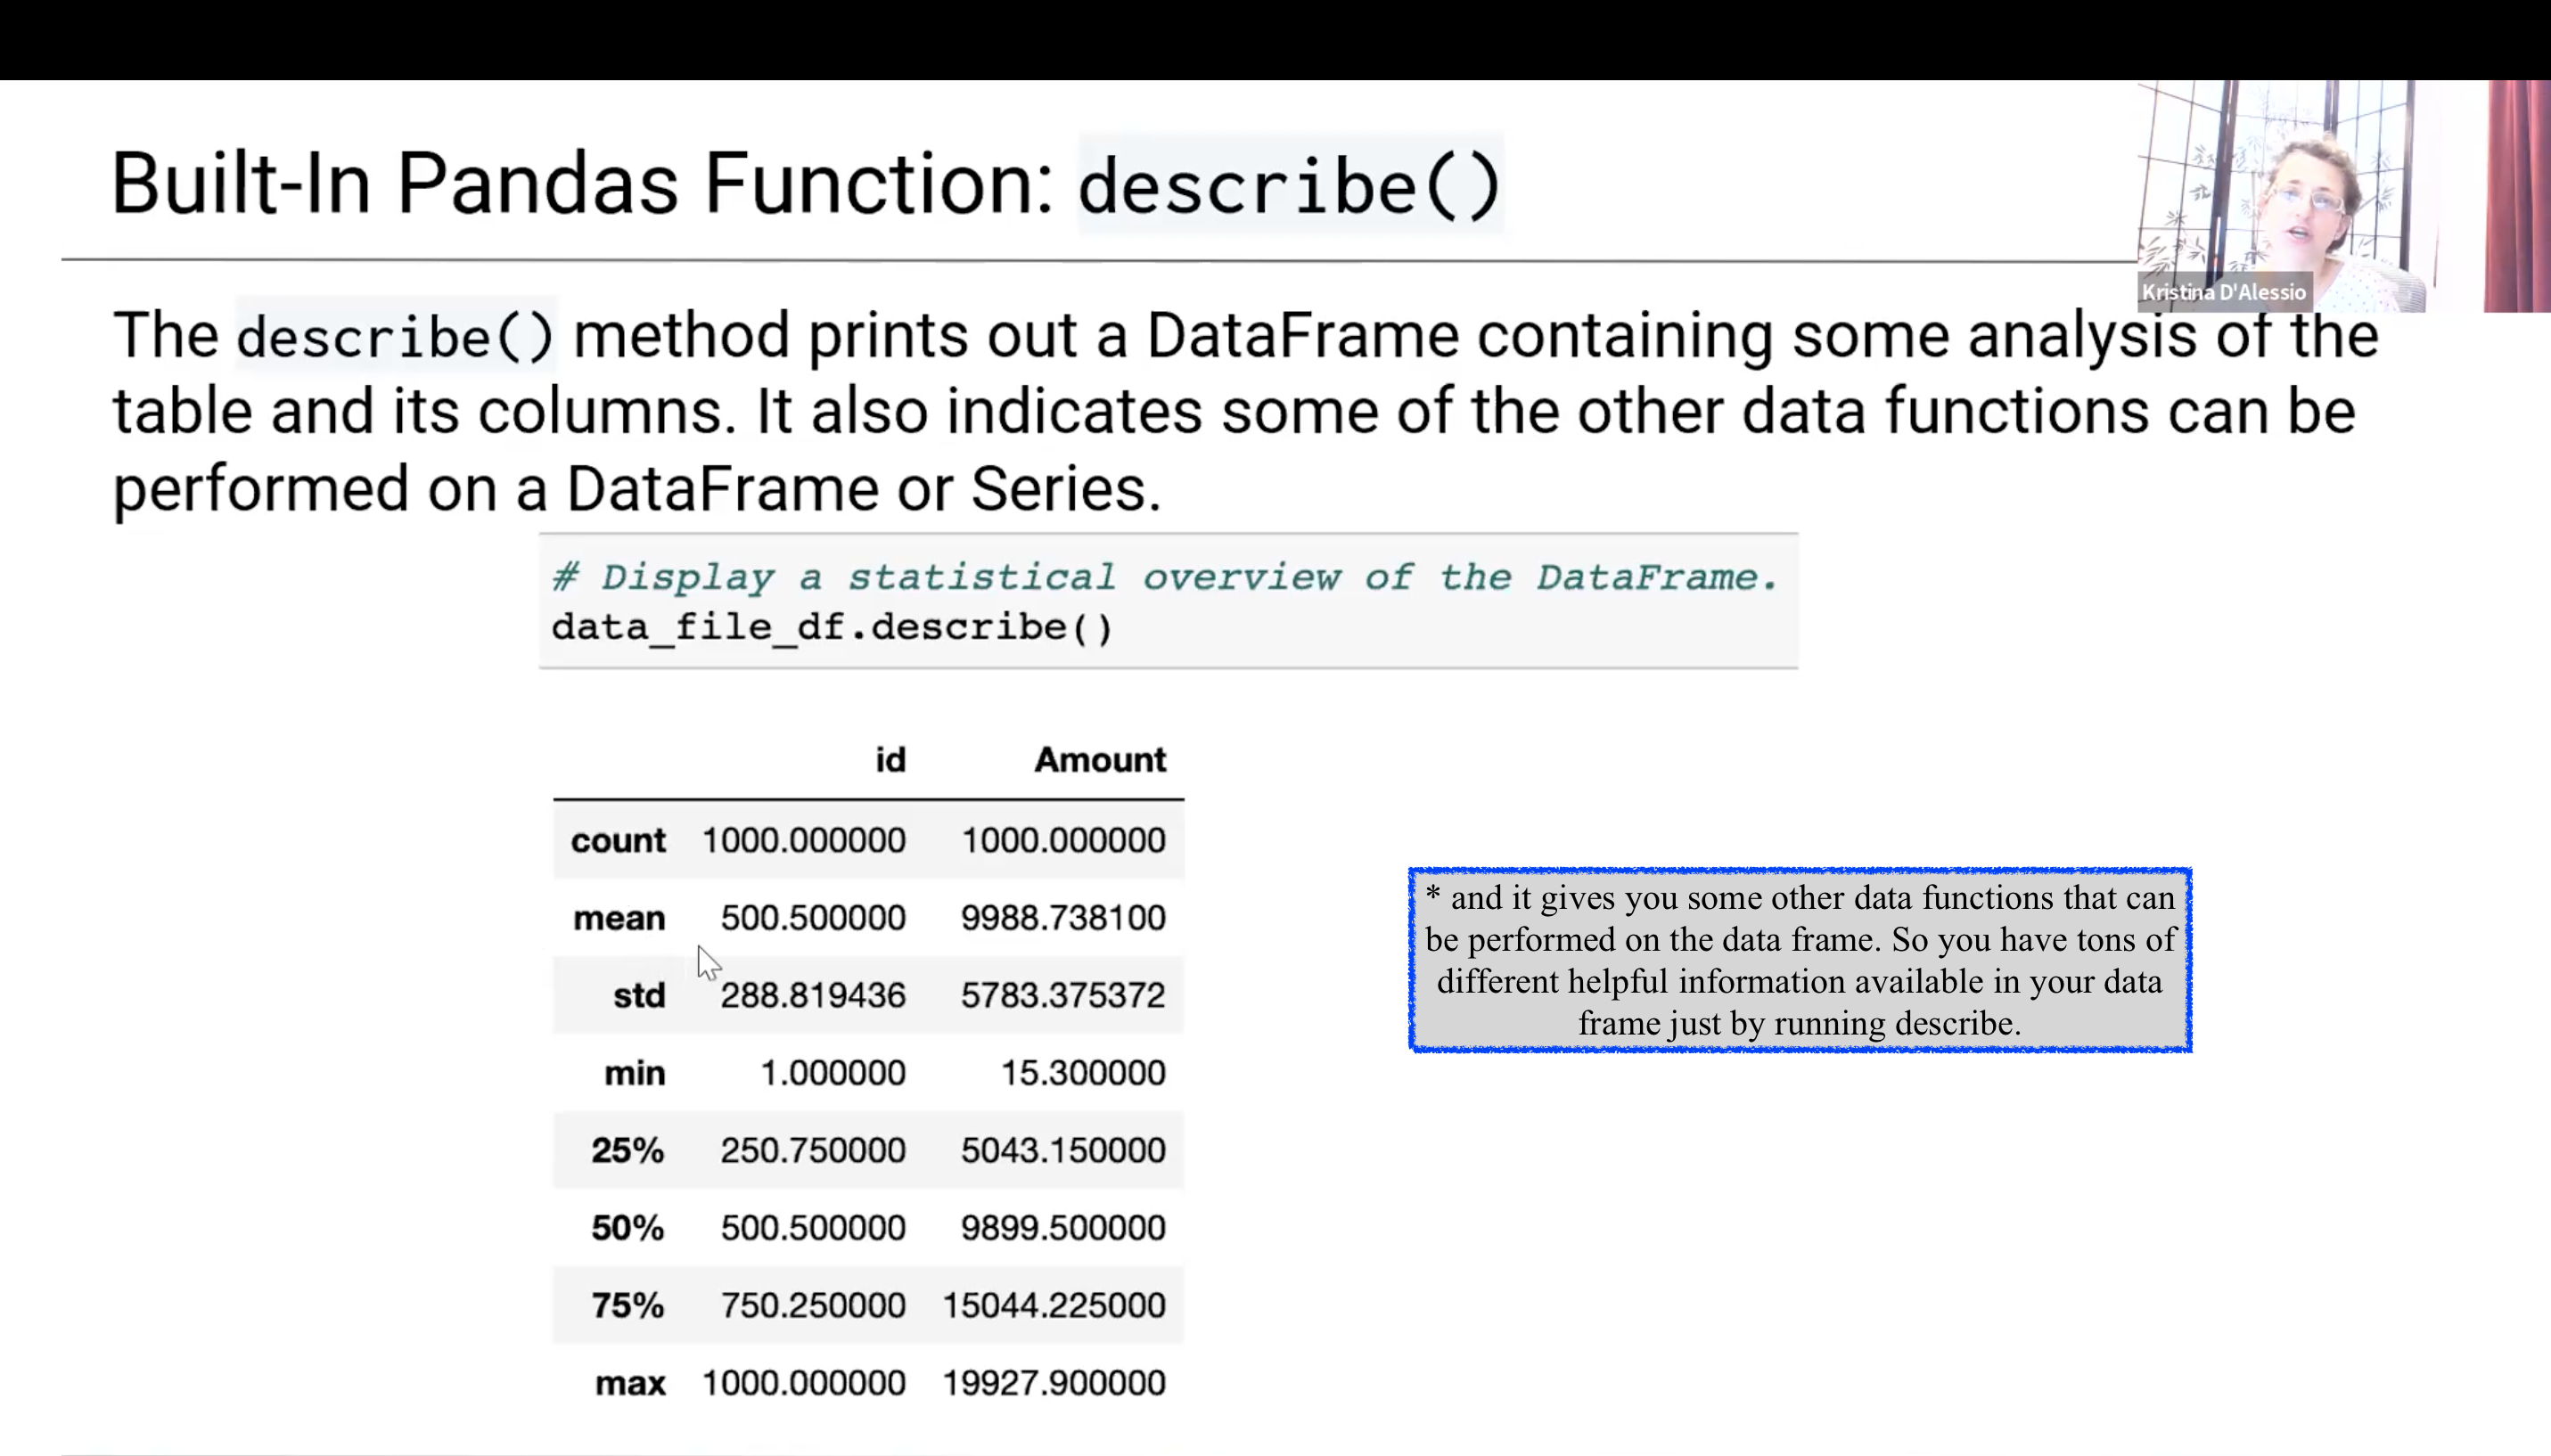 Built-In Pandas Function: describe()
Kristina D'Alessio
The describe() method prints out a DataFrame containing some analysis of the
table and its columns. It also indicates some of the other data functions can be
performed on a DataFrame or Series.
# Display a statistical overview of the DataFrame.
data_file_df.describe()
id Amount
count 1000.000000 1000.000000
mean 500.500000 9988.738100
std 288.819436 5783.375372
min 1.000000 15.300000
25% 250.750000 5043.150000
50% 500.500000 9899.500000
75% 750.250000 15044.225000
max 1000.000000 19927.900000
* and it gives you some other data functions that can
be performed on the data frame. So you have tons of
different helpful information available in your data
frame just by running describe.